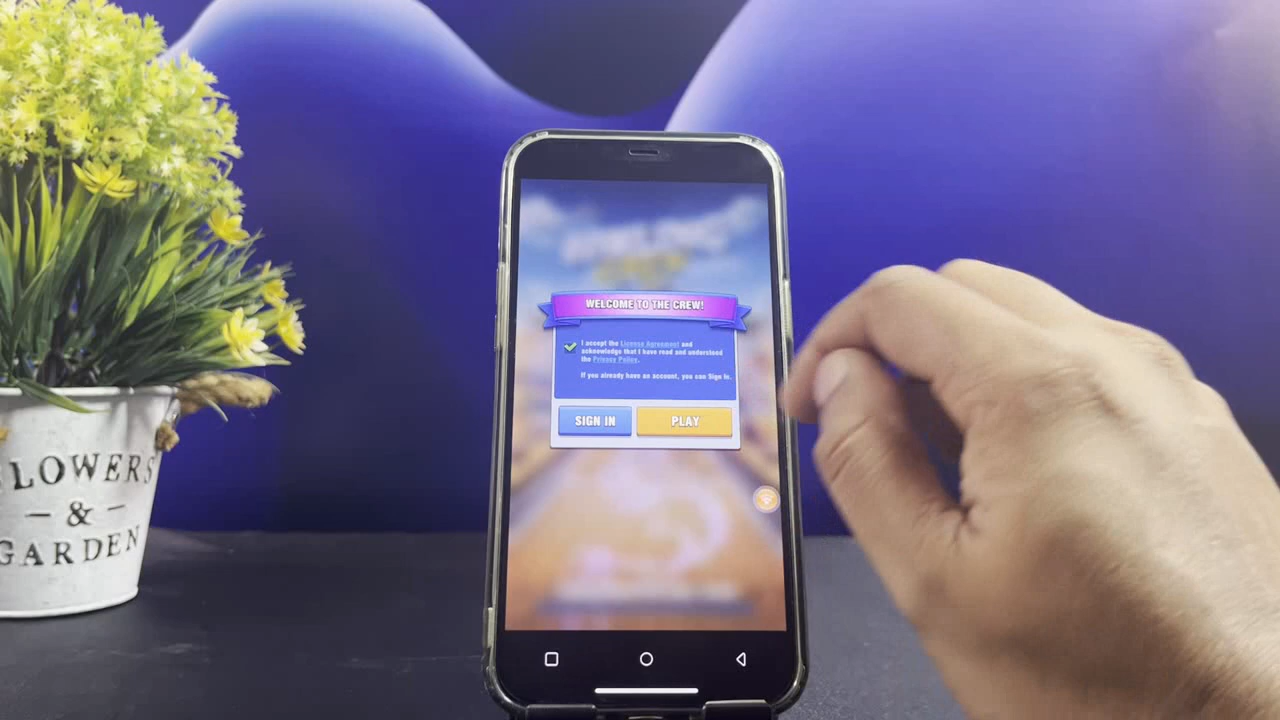 WELCOME TO THE CREW!
I accept the License Agreement and
acknowledge that I have read and understood
the Privacy Policy.
If you already have an account, you can Sign In.
SIGN IN
PLAY
LOWERS
- & -
GARDEN